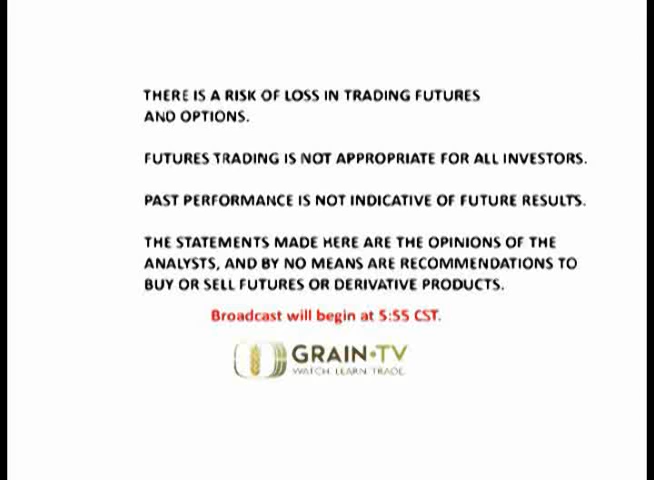 THERE IS A RISK OF LOSS IN TRADING FUTURES
AND OPTIONS.
FUTURES TRADING IS NOT APPROPRIATE FOR ALL INVESTORS.
PAST PERFORMANCE IS NOT INDICATIVE OF FUTURE RESULTS.
THE STATEMENTS MADE HERE ARE THE OPINIONS OF THE
ANALYSTS, AND BY NO MEANS ARE RECOMMENDATIONS TO
BUY OR SELL FUTURES OR DERIVATIVE PRODUCTS.
Broadcast will begin at 5:55 CST.
GRAIN•TV
WATCH LEARN TRADE